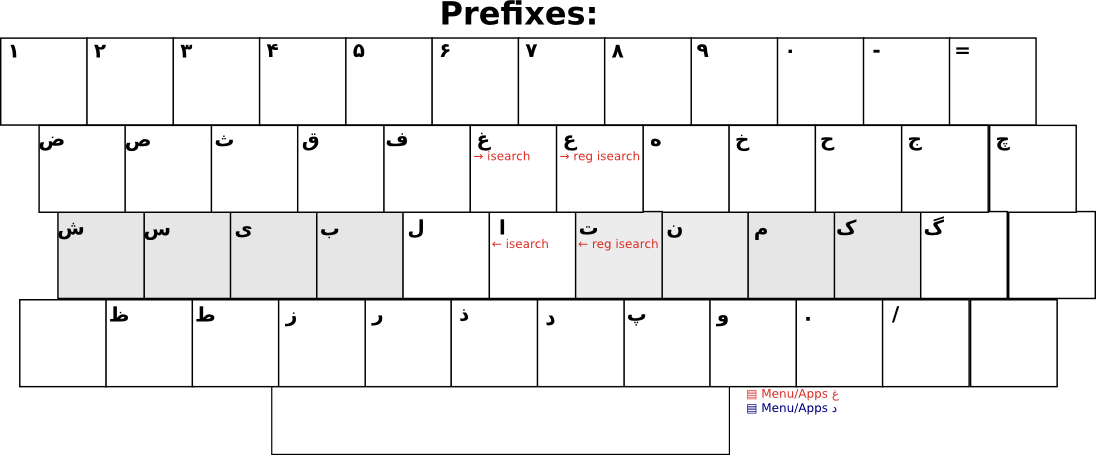 Prefixes:
۱ ۲ ۳ ۴ ۵ ۶ ۷ ۸ ۹ ۰ - =
ض ص ث ق ف غ ع ه خ ح ج چ
→ isearch → reg isearch
ش س ی ب ل ا ت ن م ک گ
← isearch ← reg isearch
ظ ط ز ر ذ د پ و . /
▤ Menu/Apps غ
▤ Menu/Apps د